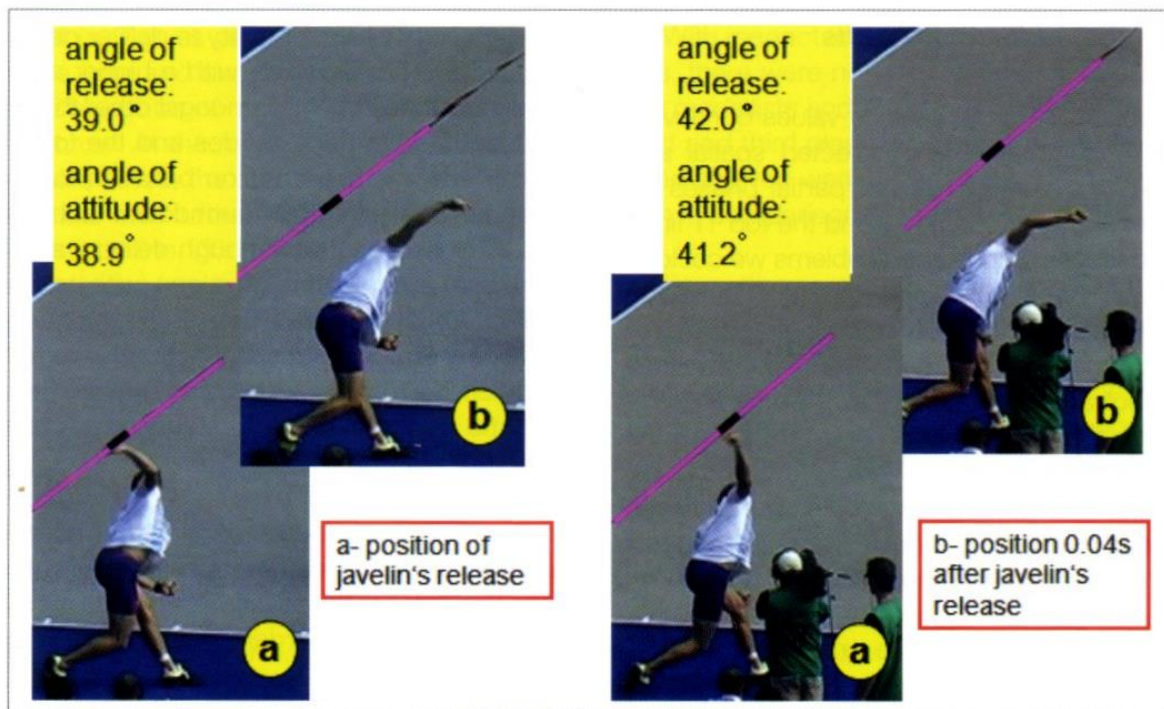 angle of
release:
39.0°
angle of
attitude:
38.9°
b
a
a- position of
javelin's release
angle of
release:
42.0°
angle of
attitude:
41.2°
b
a
b- position 0.04s
after javelin's
release